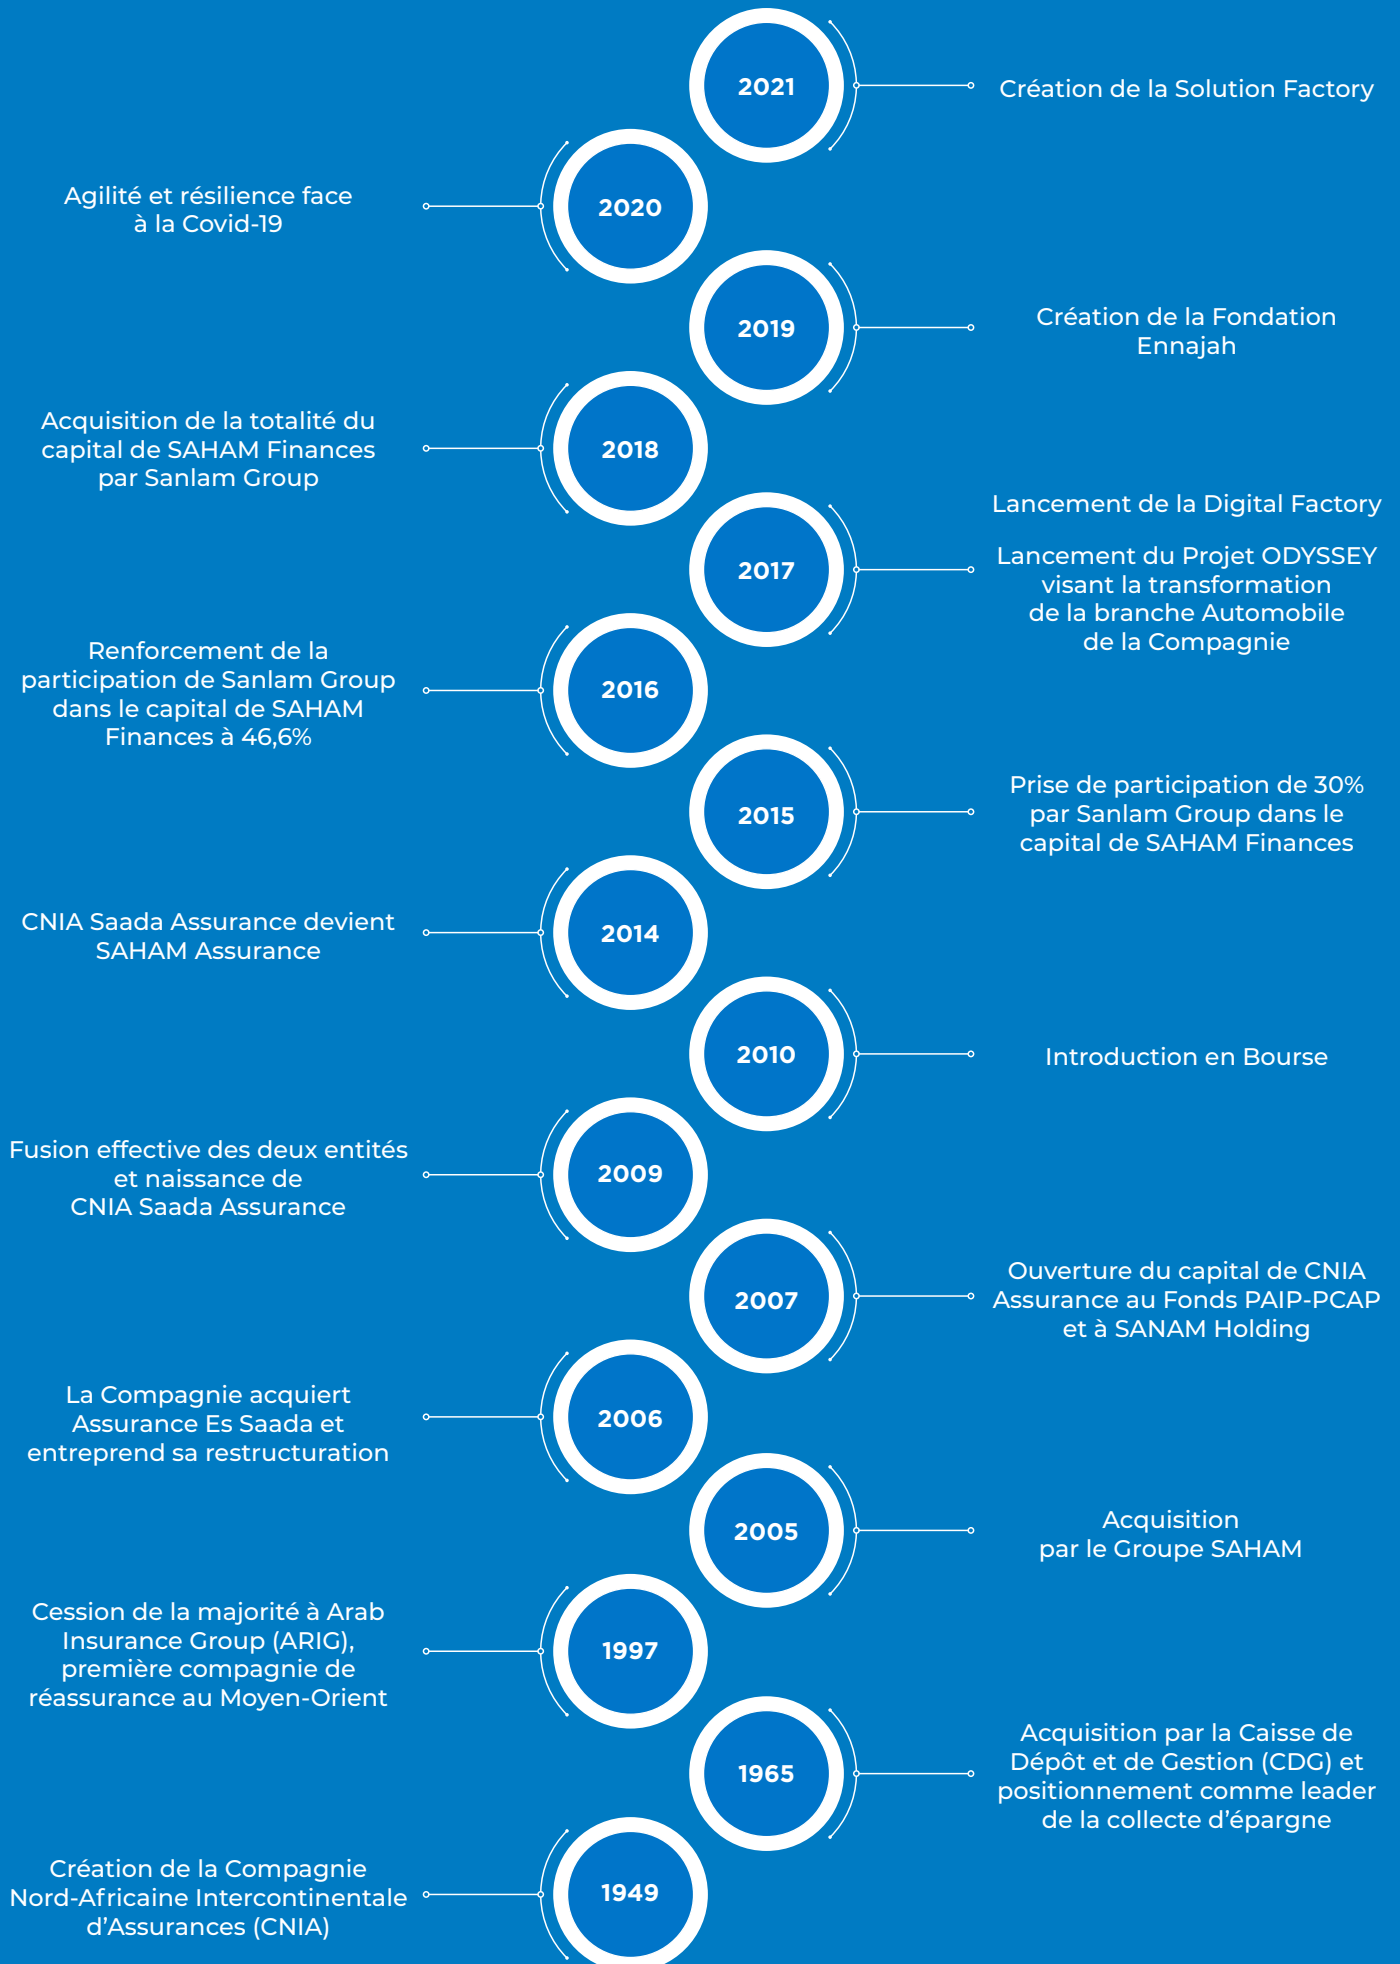 2021
Création de la Solution Factory
2020
Agilité et résilience face
à la Covid-19
2019
Création de la Fondation
Ennajah
2018
Acquisition de la totalité du
capital de SAHAM Finances
par Sanlam Group
2017
Lancement de la Digital Factory
Lancement du Projet ODYSSEY
visant la transformation
de la branche Automobile
de la Compagnie
2016
Renforcement de la
participation de Sanlam Group
dans le capital de SAHAM
Finances à 46,6%
2015
Prise de participation de 30%
par Sanlam Group dans le
capital de SAHAM Finances
2014
CNIA Saada Assurance devient
SAHAM Assurance
2010
Introduction en Bourse
2009
Fusion effective des deux entités
et naissance de
CNIA Saada Assurance
2007
Ouverture du capital de CNIA
Assurance au Fonds PAIP-PCAP
et à SANAM Holding
2006
La Compagnie acquiert
Assurance Es Saada et
entreprend sa restructuration
2005
Acquisition
par le Groupe SAHAM
1997
Cession de la majorité à Arab
Insurance Group (ARIG),
première compagnie de
réassurance au Moyen-Orient
1965
Acquisition par la Caisse de
Dépôt et de Gestion (CDG) et
positionnement comme leader
de la collecte d’épargne
1949
Création de la Compagnie
Nord-Africaine Intercontinentale
d’Assurances (CNIA)